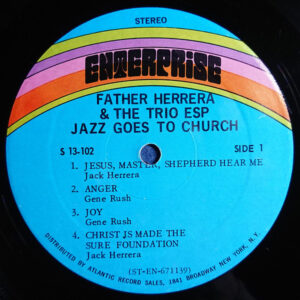 STEREO
ENTERPRISE
FATHER HERRERA
& THE TRIO ESP
JAZZ GOES TO CHURCH
S 13-102 SIDE 1
1. JESUS, MASTER, SHEPHERD HEAR ME
Jack Herrera
2. ANGER
Gene Rush
3. JOY
Gene Rush
4. CHRIST IS MADE THE
SURE FOUNDATION
Jack Herrera
(ST-EN-671139)
DISTRIBUTED BY ATLANTIC RECORD SALES, 1841 BROADWAY NEW YORK, N.Y.